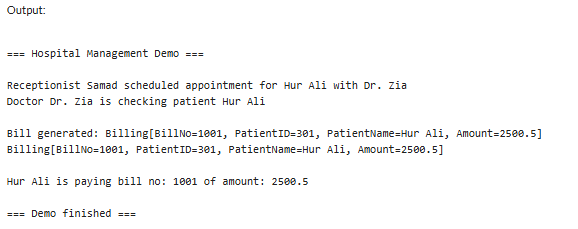 Output:
=== Hospital Management Demo ===
Receptionist Samad scheduled appointment for Hur Ali with Dr. Zia
Doctor Dr. Zia is checking patient Hur Ali
Bill generated: Billing[BillNo=1001, PatientID=301, PatientName=Hur Ali, Amount=2500.5]
Billing[BillNo=1001, PatientID=301, PatientName=Hur Ali, Amount=2500.5]
Hur Ali is paying bill no: 1001 of amount: 2500.5
=== Demo finished ===